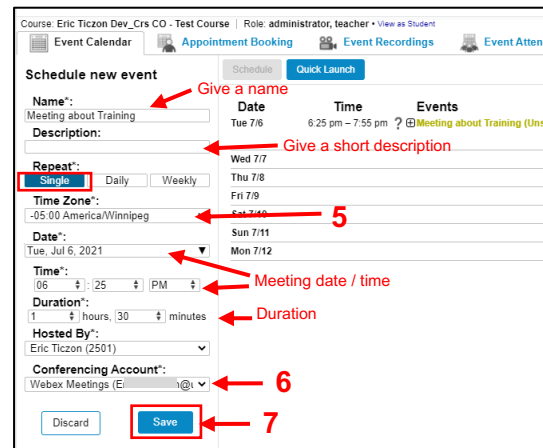 Course: Eric Ticzon Dev_Crs CO - Test Course | Role: administrator, teacher • View as Student
Event Calendar Appointment Booking Event Recordings Event Atten
Schedule new event
Schedule Quick Launch
Give a name
Name*:
Meeting about Training
Date Time Events
Tue 7/6 6:25 pm – 7:55 pm ? Meeting about Training (Uns
Description:
Give a short description
Wed 7/7
Repeat*:
Single Daily Weekly
Thu 7/8
Fri 7/9
Time Zone*:
-05:00 America/Winnipeg
5
Sat 7/10
Sun 7/11
Date*:
Tue, Jul 6, 2021
Mon 7/12
Meeting date / time
Time*:
06 : 25 PM
Duration*:
1 hours, 30 minutes
Duration
Hosted By*:
Eric Ticzon (2501)
Conferencing Account*:
Webex Meetings (E
6
Discard Save
7